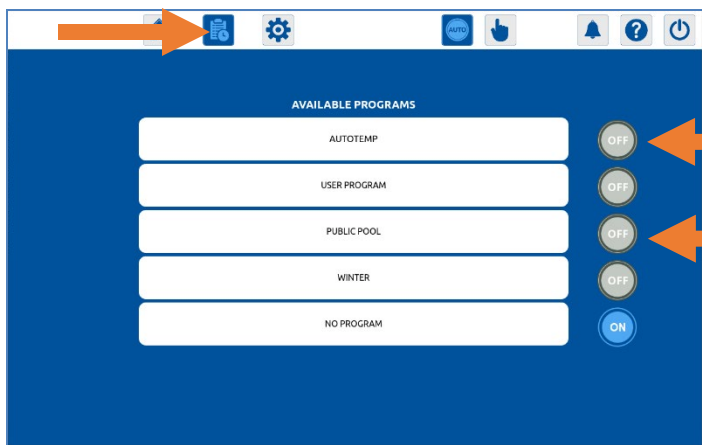 AUTO
?
AVAILABLE PROGRAMS
AUTOTEMP
OFF
USER PROGRAM
OFF
PUBLIC POOL
OFF
WINTER
OFF
NO PROGRAM
ON